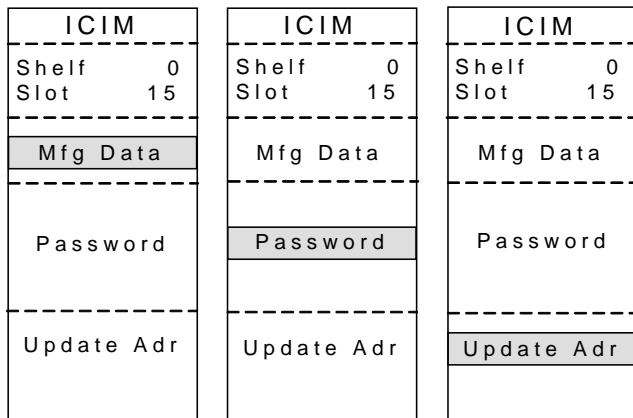 ICIM
Shelf 0
Slot 15
Mfg Data
Password
Update Adr
ICIM
Shelf 0
Slot 15
Mfg Data
Password
Update Adr
ICIM
Shelf 0
Slot 15
Mfg Data
Password
Update Adr